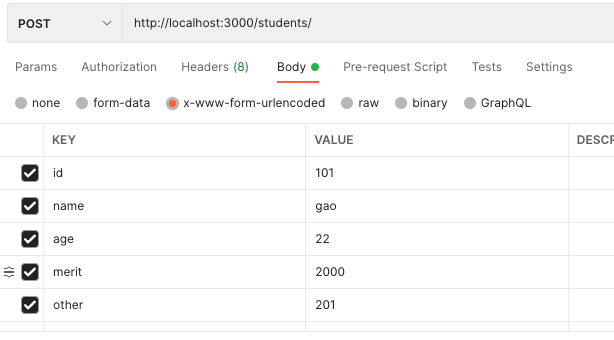 POST http://localhost:3000/students/
Params Authorization Headers (8) Body Pre-request Script Tests Settings
none form-data x-www-form-urlencoded raw binary GraphQL
KEY VALUE DESCR
id 101
name gao
age 22
merit 2000
other 201